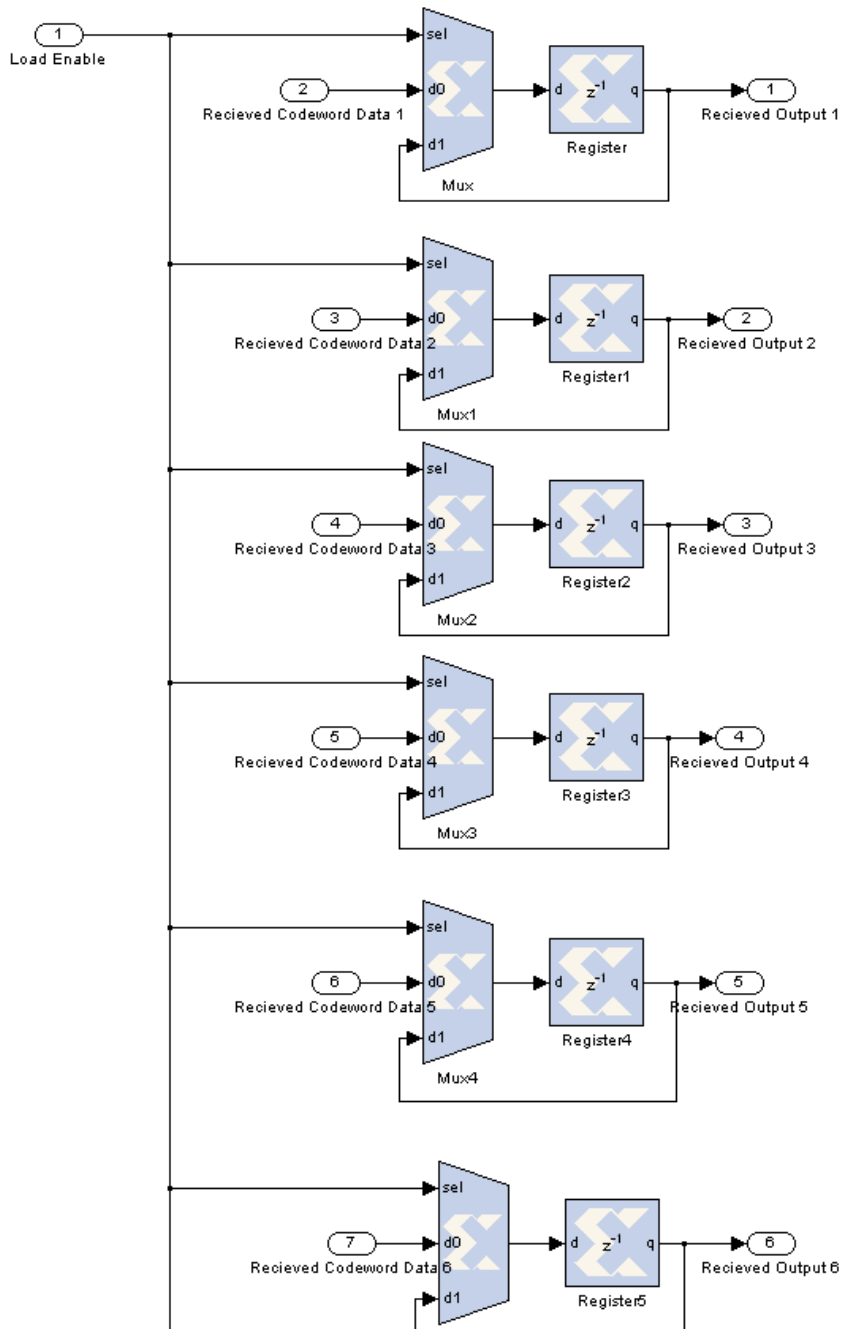 1
Load Enable
sel
2
d0
d
z-1
q
1
Recieved Codeword Data 1
Recieved Output 1
d1
Register
Mux
sel
3
d0
d
z-1
q
2
Recieved Codeword Data 2
Recieved Output 2
d1
Register1
Mux1
sel
4
d0
d
z-1
q
3
Recieved Codeword Data 3
Recieved Output 3
d1
Register2
Mux2
sel
5
d0
d
z-1
q
4
Recieved Codeword Data 4
Recieved Output 4
d1
Register3
Mux3
sel
6
d0
d
z-1
q
5
Recieved Codeword Data 5
Recieved Output 5
d1
Register4
Mux4
sel
7
d0
d
z-1
q
6
Recieved Codeword Data 6
Recieved Output 6
d1
Register5